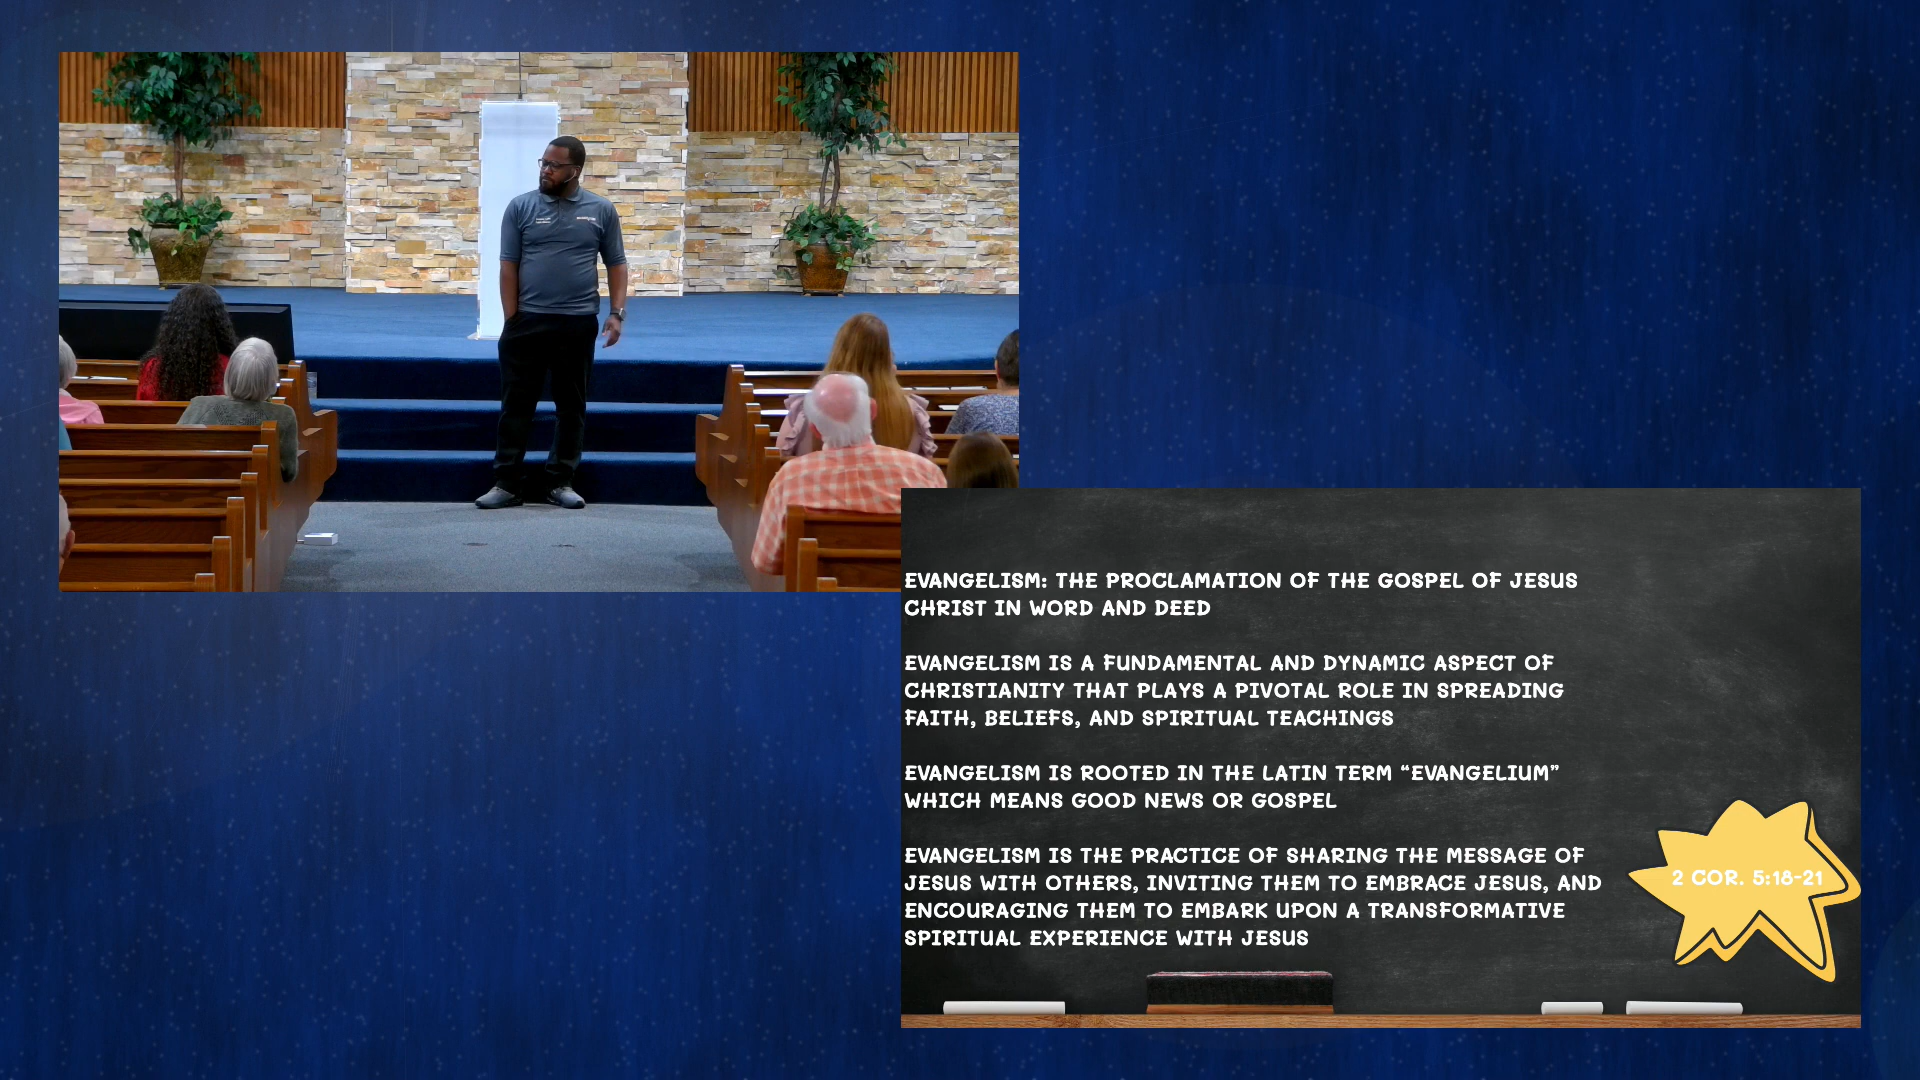 EVANGELISM: THE PROCLAMATION OF THE GOSPEL OF JESUS
CHRIST IN WORD AND DEED
EVANGELISM IS A FUNDAMENTAL AND DYNAMIC ASPECT OF
CHRISTIANITY THAT PLAYS A PIVOTAL ROLE IN SPREADING
FAITH, BELIEFS, AND SPIRITUAL TEACHINGS
EVANGELISM IS ROOTED IN THE LATIN TERM “EVANGELIUM”
WHICH MEANS GOOD NEWS OR GOSPEL
EVANGELISM IS THE PRACTICE OF SHARING THE MESSAGE OF
JESUS WITH OTHERS, INVITING THEM TO EMBRACE JESUS, AND
ENCOURAGING THEM TO EMBARK UPON A TRANSFORMATIVE
SPIRITUAL EXPERIENCE WITH JESUS
2 COR. 5:18-21